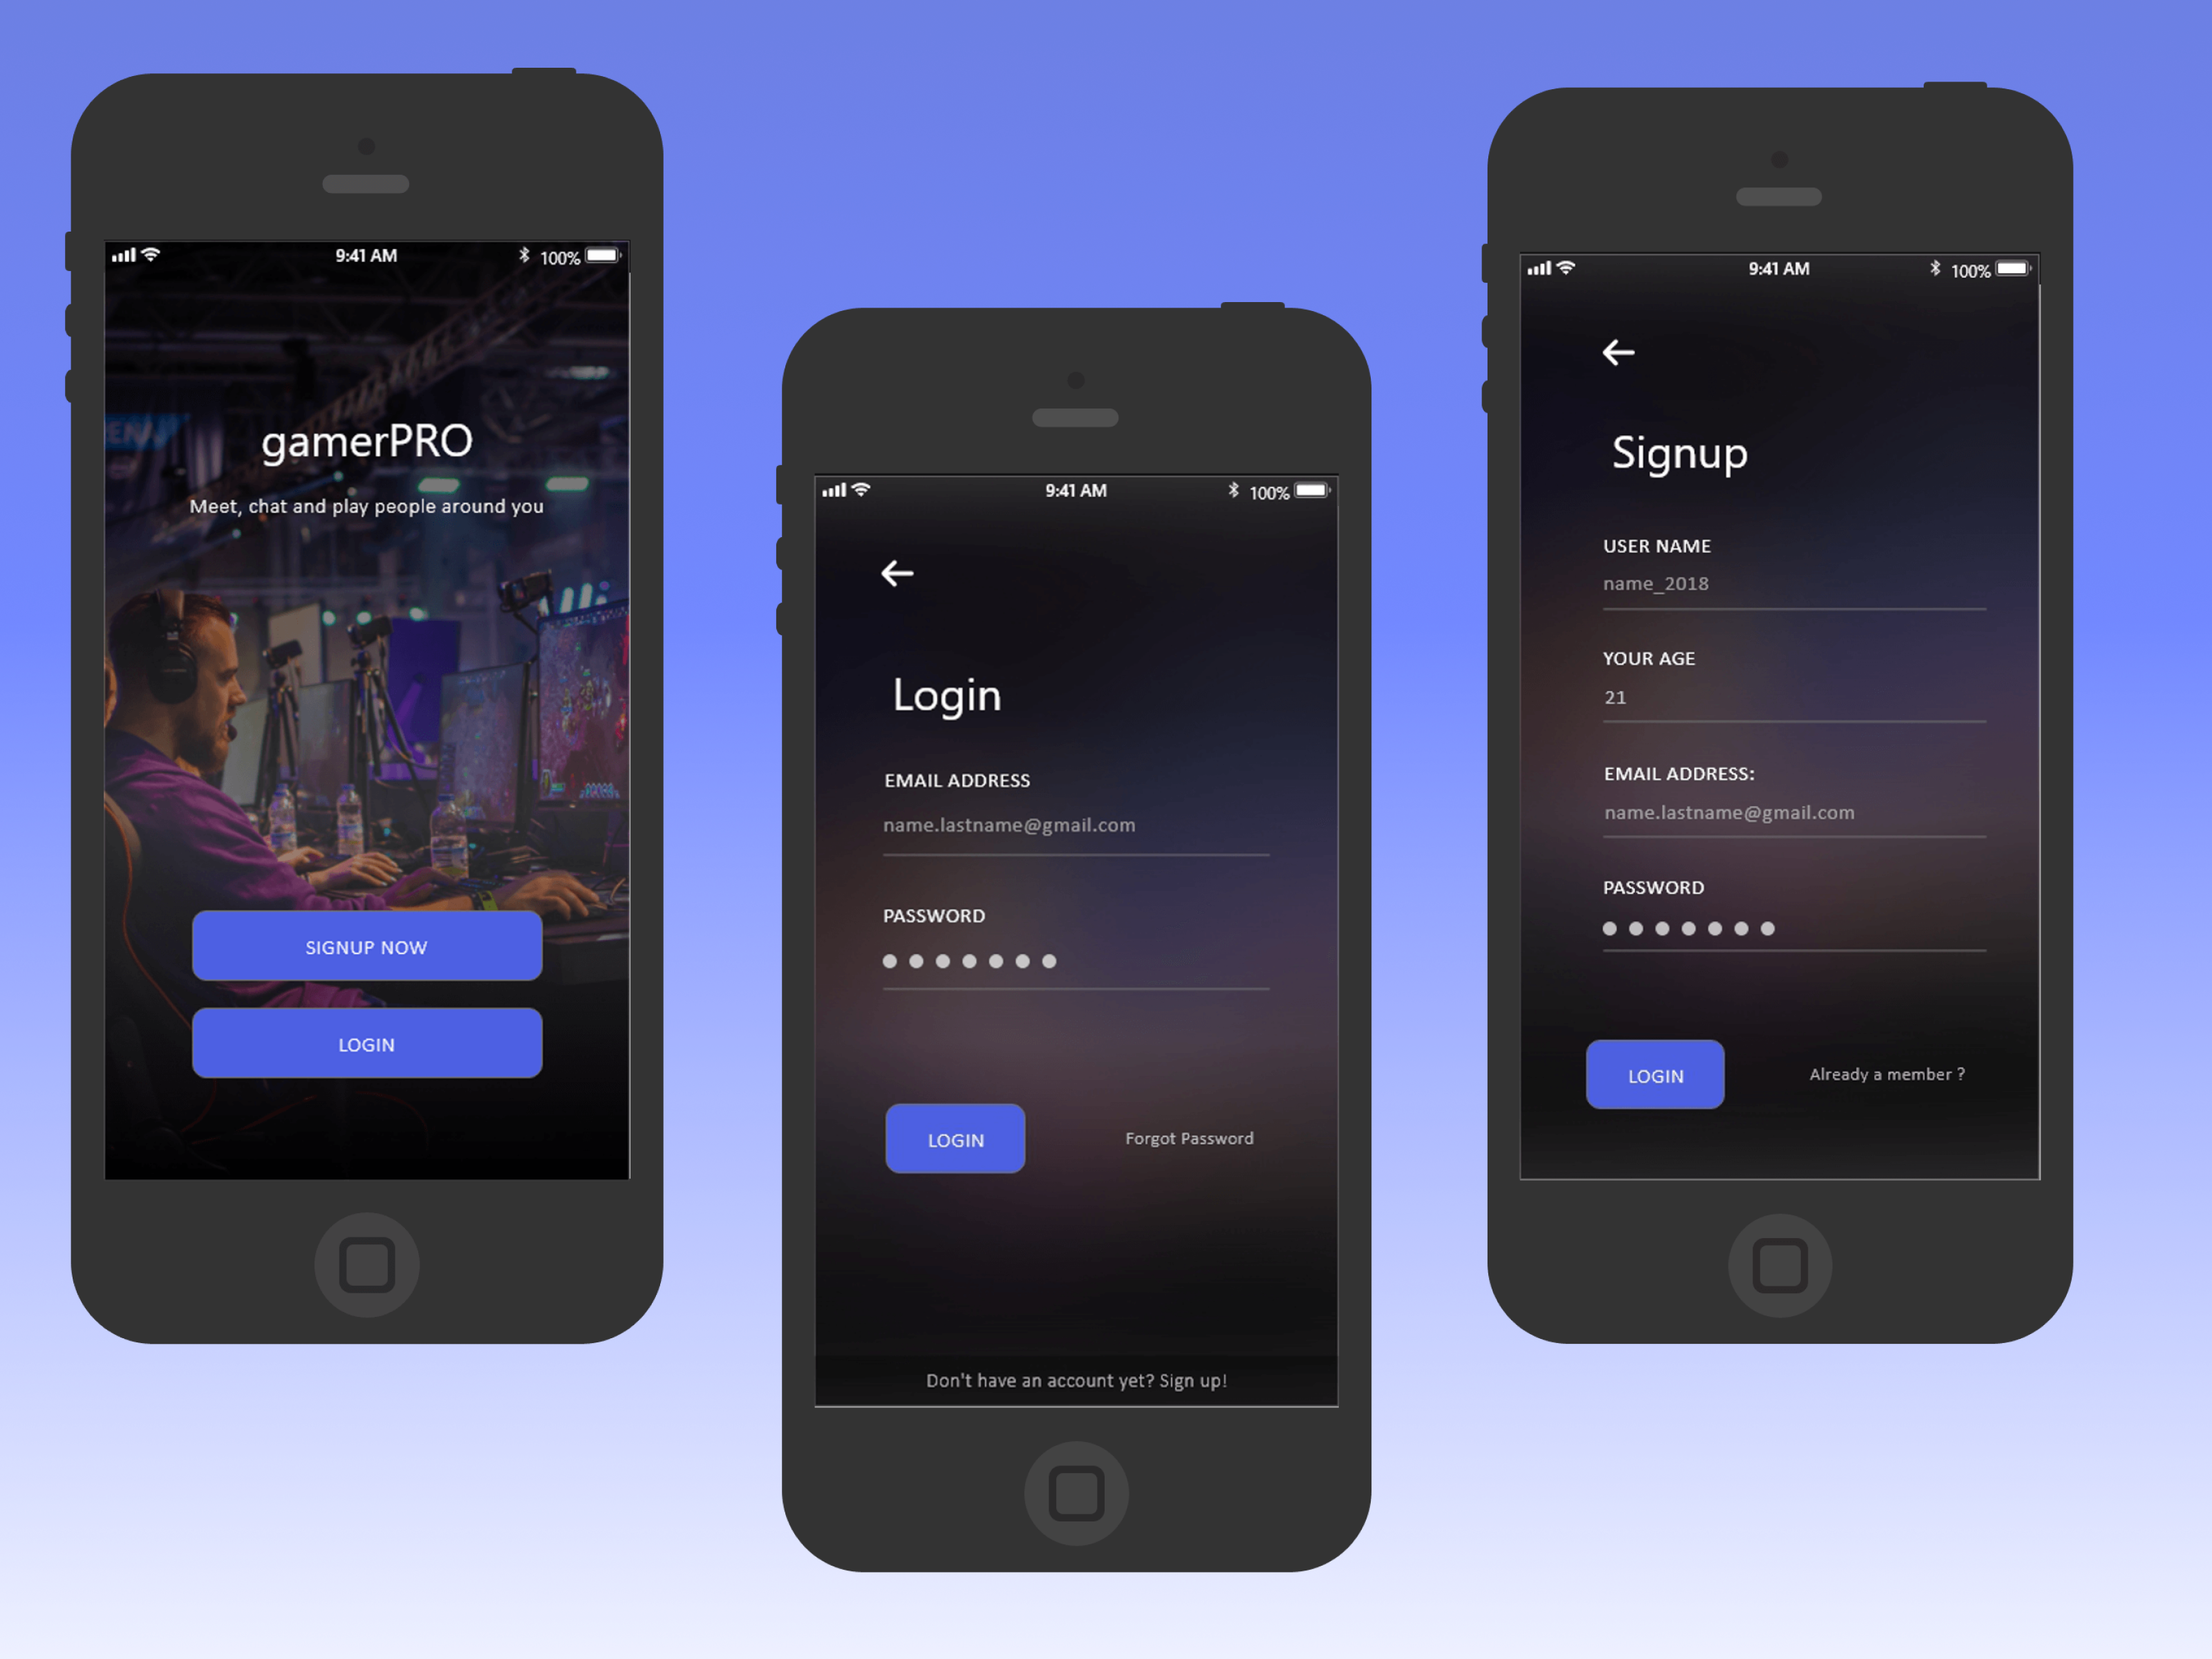 9:41 AM
100%
ENA
gamerPRO
Meet, chat and play people around you
SIGNUP NOW
LOGIN
9:41 AM
100%
Login
EMAIL ADDRESS
name.lastname@gmail.com
PASSWORD
LOGIN
Forgot Password
Don't have an account yet? Sign up!
9:41 AM
100%
Signup
USER NAME
name_2018
YOUR AGE
21
EMAIL ADDRESS:
name.lastname@gmail.com
PASSWORD
LOGIN
Already a member ?